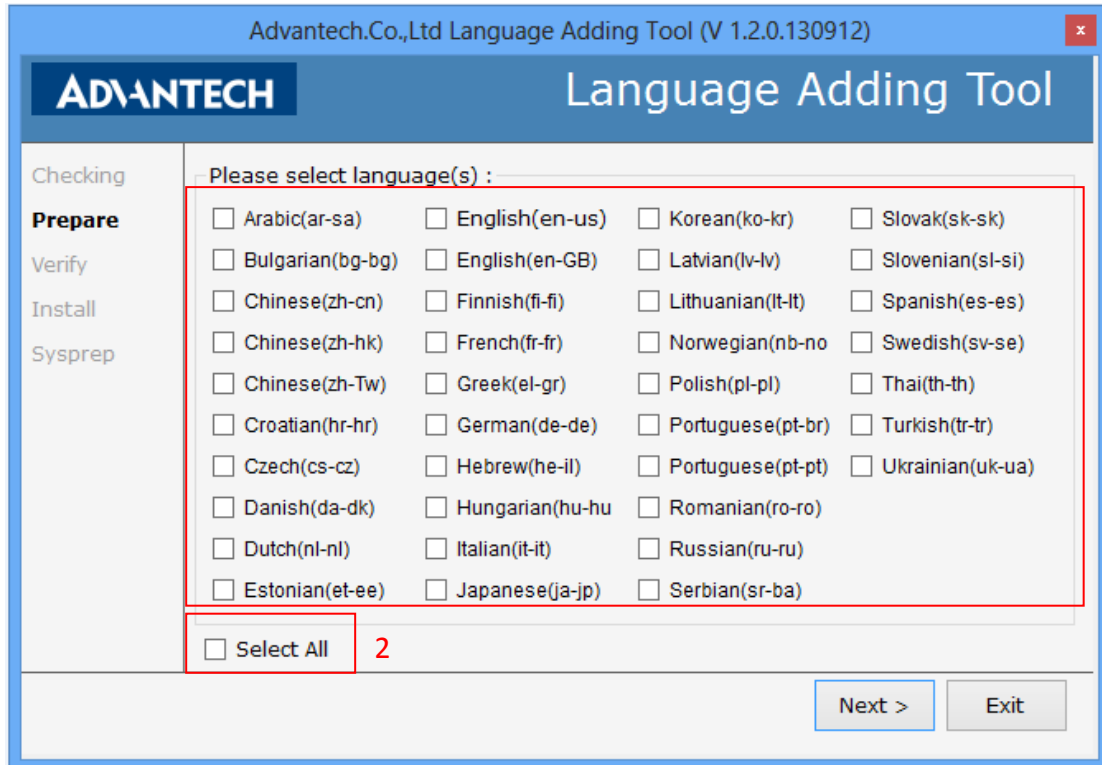 Advantech.Co.,Ltd Language Adding Tool (V 1.2.0.130912)
x
ADVANTECH
Language Adding Tool
Checking
Prepare
Verify
Install
Sysprep
Please select language(s) :
Arabic(ar-sa) English(en-us) Korean(ko-kr) Slovak(sk-sk)
Bulgarian(bg-bg) English(en-GB) Latvian(lv-lv) Slovenian(sl-si)
Chinese(zh-cn) Finnish(fi-fi) Lithuanian(lt-lt) Spanish(es-es)
Chinese(zh-hk) French(fr-fr) Norwegian(nb-no Swedish(sv-se)
Chinese(zh-Tw) Greek(el-gr) Polish(pl-pl) Thai(th-th)
Croatian(hr-hr) German(de-de) Portuguese(pt-br) Turkish(tr-tr)
Czech(cs-cz) Hebrew(he-il) Portuguese(pt-pt) Ukrainian(uk-ua)
Danish(da-dk) Hungarian(hu-hu Romanian(ro-ro)
Dutch(nl-nl) Italian(it-it) Russian(ru-ru)
Estonian(et-ee) Japanese(ja-jp) Serbian(sr-ba)
Select All 2
Next > Exit